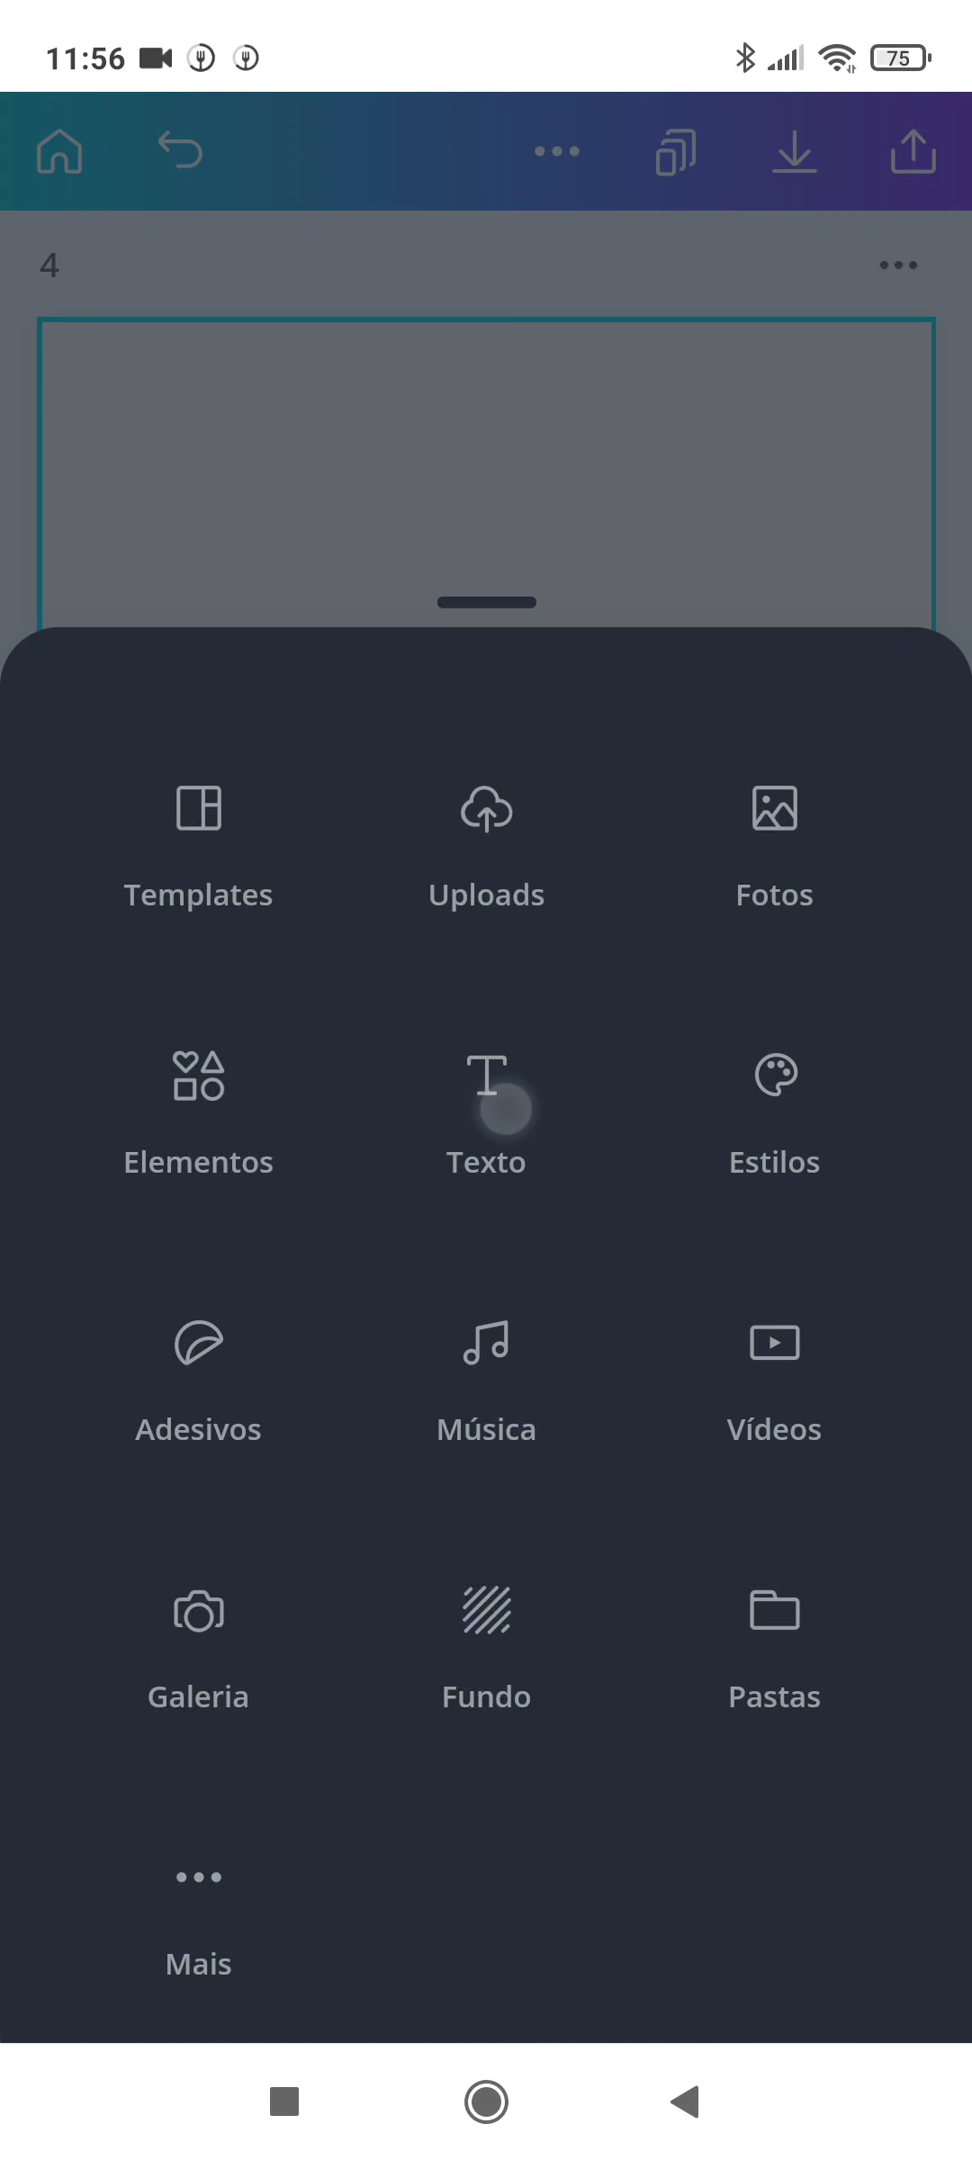 11:56
75
4
Templates
Uploads
Fotos
Elementos
Texto
Estilos
Adesivos
Música
Vídeos
Galeria
Fundo
Pastas
Mais